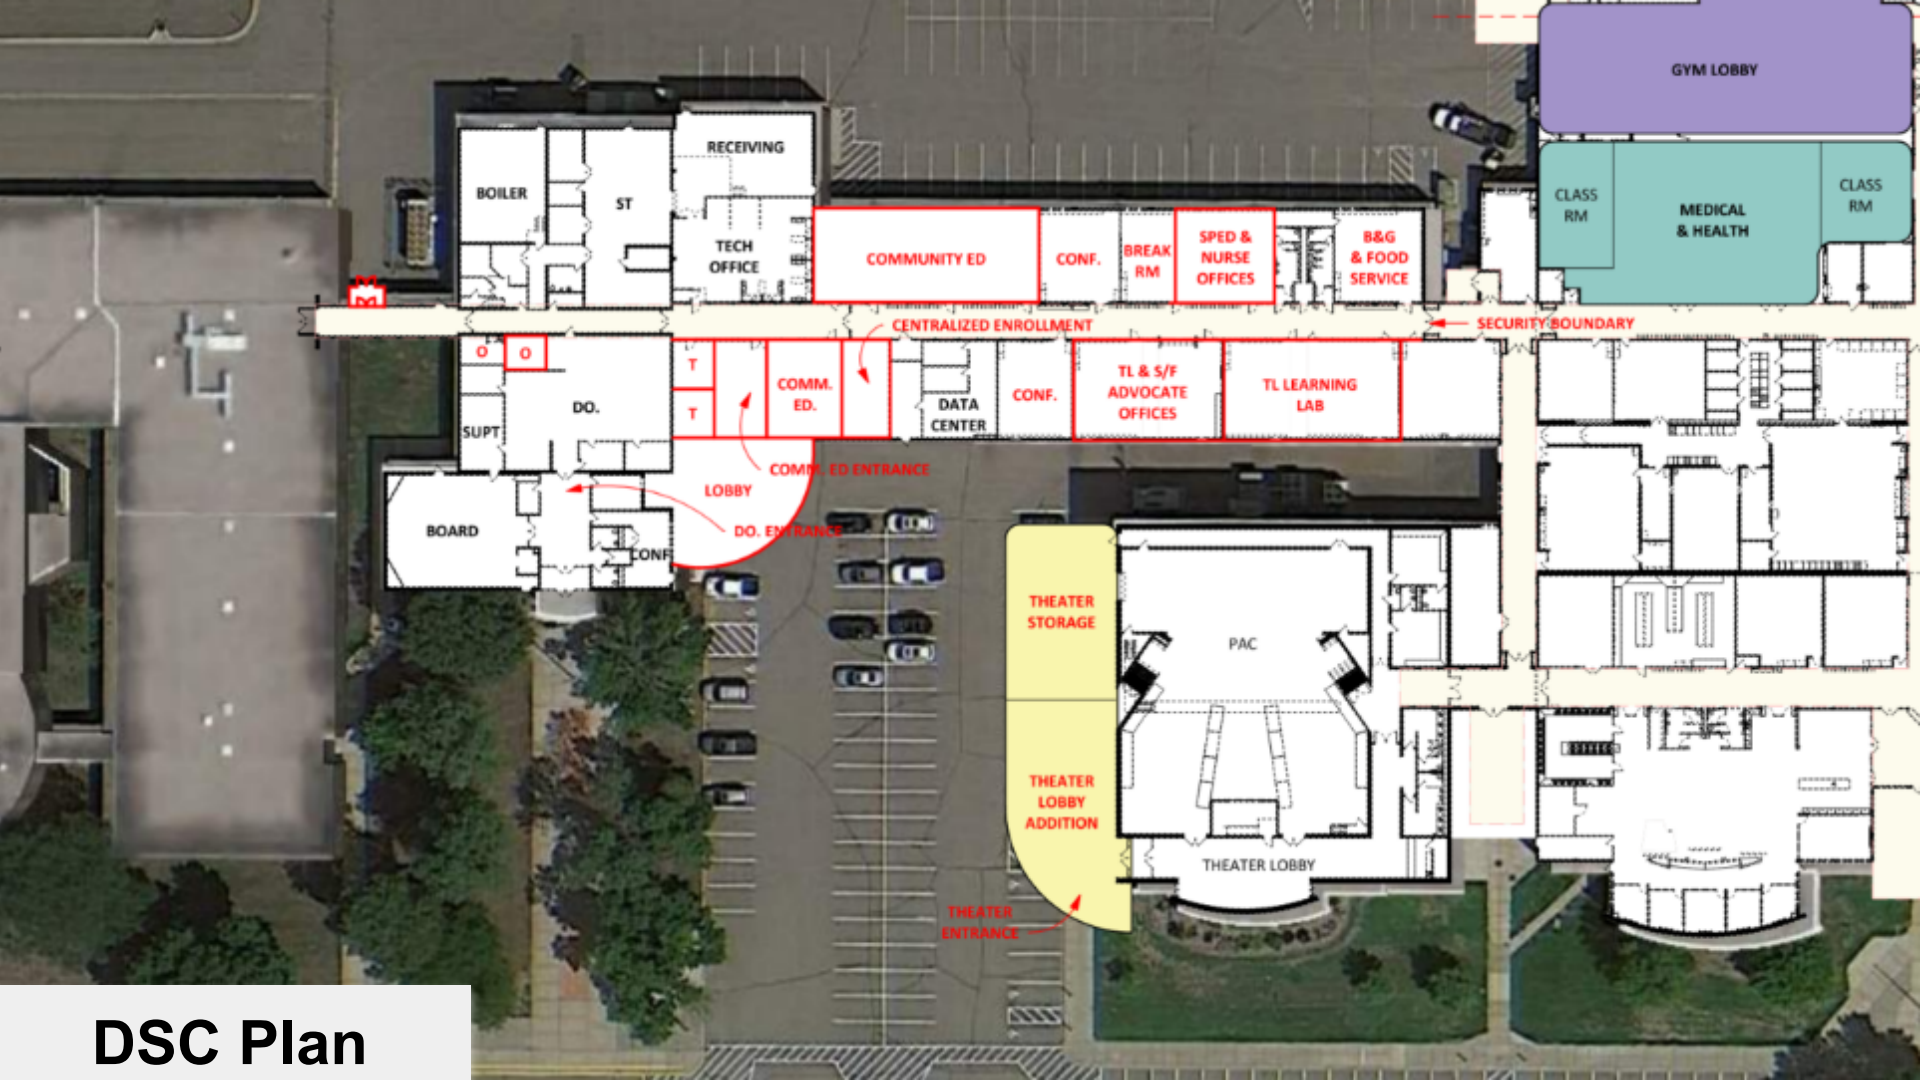 GYM LOBBY
RECEIVING
BOILER
ST
CLASS
RM
MEDICAL
& HEALTH
CLASS
RM
TECH
OFFICE
COMMUNITY ED
CONF.
BREAK
RM
SPED &
NURSE
OFFICES
B&G
& FOOD
SERVICE
CENTRALIZED ENROLLMENT
SECURITY BOUNDARY
O
O
T
T
COMM.
ED.
DO.
SUPT
DATA
CENTER
CONF.
TL & S/F
ADVOCATE
OFFICES
TL LEARNING
LAB
COMM. ED ENTRANCE
LOBBY
BOARD
DO. ENTRANCE
CONF
THEATER
STORAGE
PAC
THEATER
LOBBY
ADDITION
THEATER LOBBY
THEATER
ENTRANCE
DSC Plan